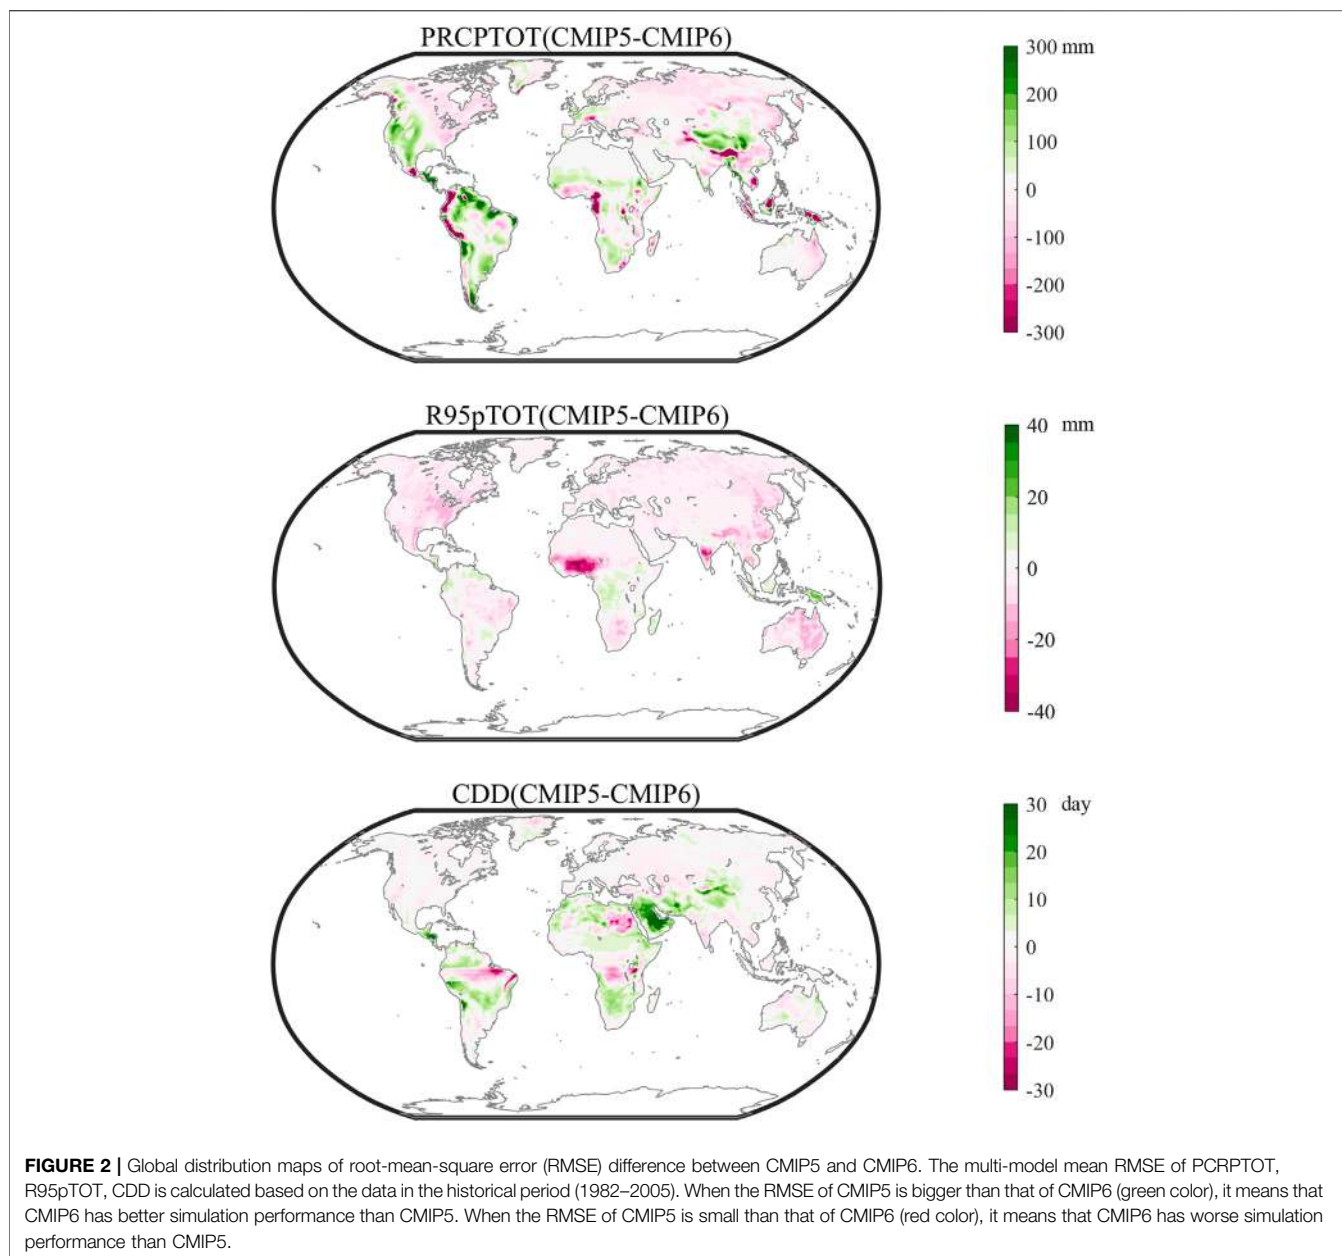 PRCPTOT(CMIP5-CMIP6)
300 mm
200
100
0
-100
-200
-300
R95pTOT(CMIP5-CMIP6)
40 mm
20
0
-20
-40
CDD(CMIP5-CMIP6)
30 day
20
10
0
-10
-20
-30
FIGURE 2 | Global distribution maps of root-mean-square error (RMSE) difference between CMIP5 and CMIP6. The multi-model mean RMSE of PCRPTOT,
R95pTOT, CDD is calculated based on the data in the historical period (1982–2005). When the RMSE of CMIP5 is bigger than that of CMIP6 (green color), it means that
CMIP6 has better simulation performance than CMIP5. When the RMSE of CMIP5 is small than that of CMIP6 (red color), it means that CMIP6 has worse simulation
performance than CMIP5.